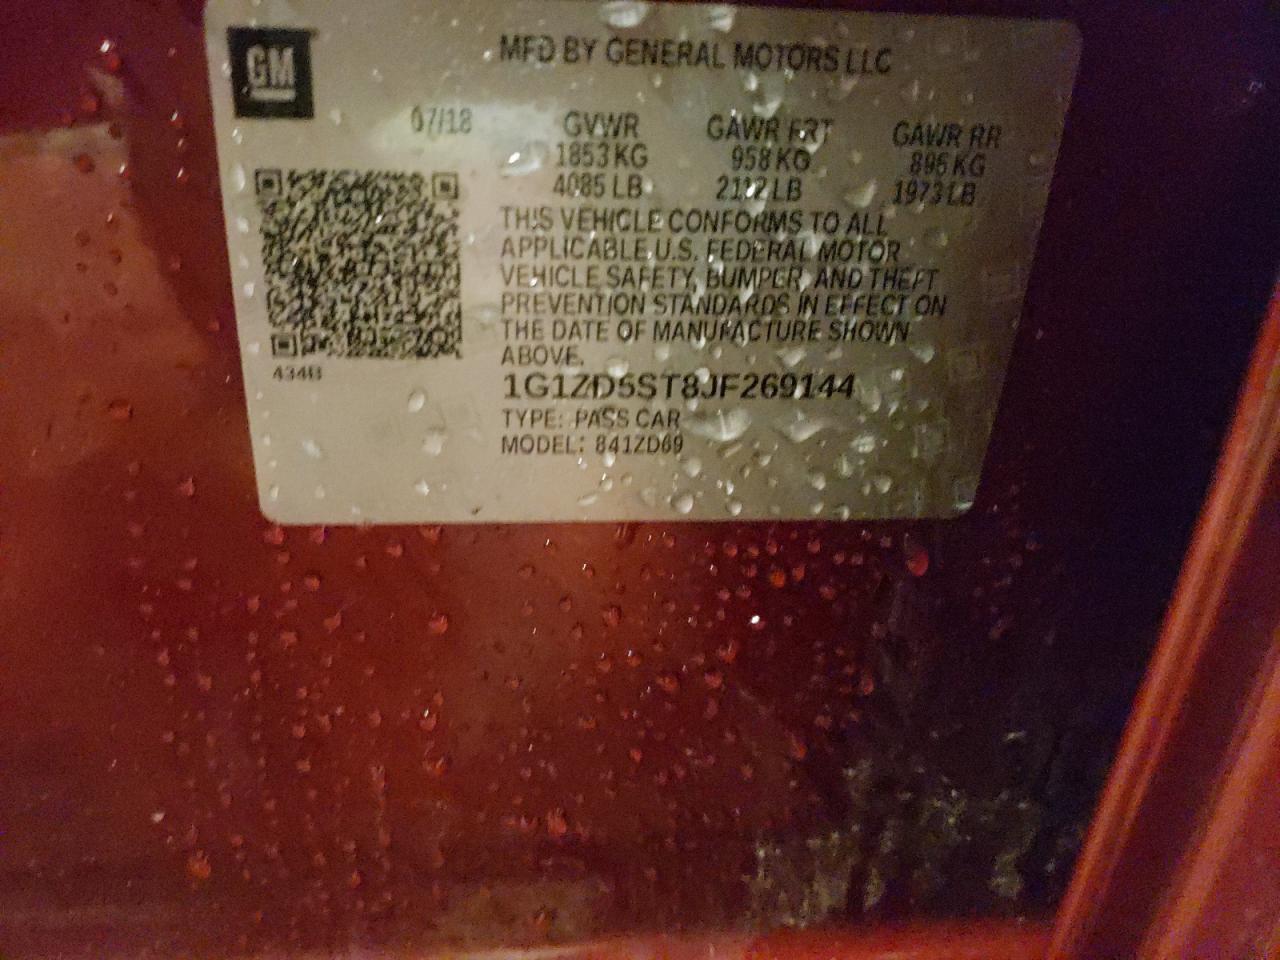 GM
MFD BY GENERAL MOTORS LLC
07/18 GVWR GAWR FRT GAWR RR
1853 KG 958 KG 895 KG
4085 LB 2112 LB 1973 LB
THIS VEHICLE CONFORMS TO ALL
APPLICABLE U.S. FEDERAL MOTOR
VEHICLE SAFETY, BUMPER, AND THEFT
PREVENTION STANDARDS IN EFFECT ON
THE DATE OF MANUFACTURE SHOWN
ABOVE.
434B
1G1ZD5ST8JF269144
TYPE: PASS CAR
MODEL: 841ZD69